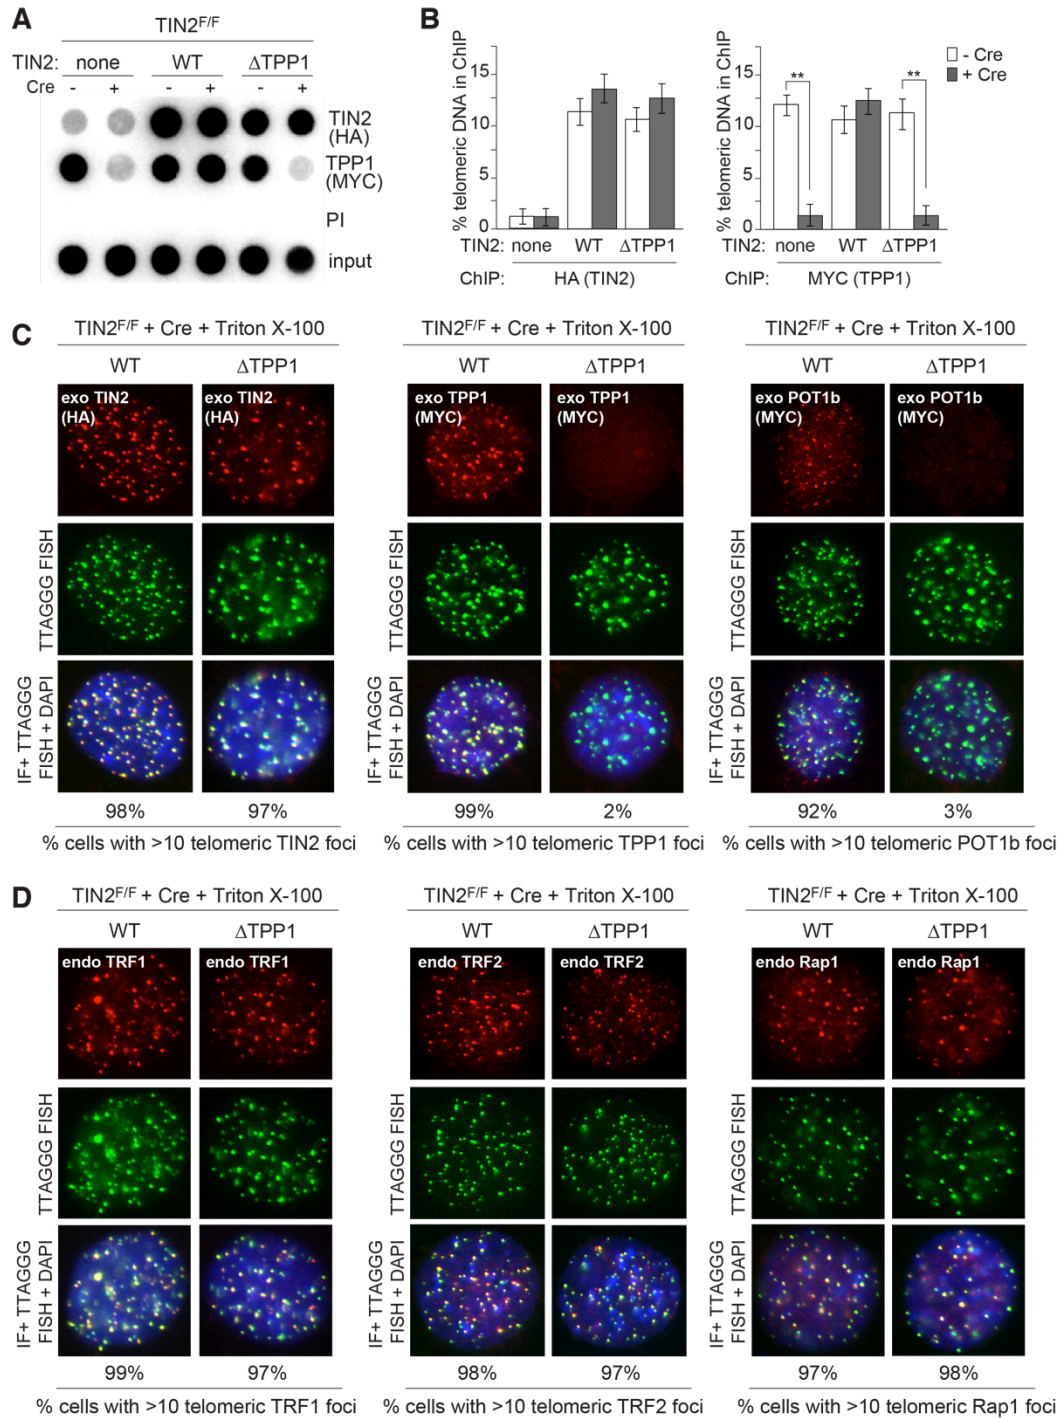 A
TIN2F/F
TIN2: none WT ΔTPP1
Cre - + - + - +
TIN2
(HA)
TPP1
(MYC)
PI
input
B
% telomeric DNA in ChIP
15
10
5
0
TIN2: none WT ΔTPP1
ChIP: HA (TIN2)
% telomeric DNA in ChIP
15
10
5
0
** **
- Cre
+ Cre
TIN2: none WT ΔTPP1
ChIP: MYC (TPP1)
C
TIN2F/F + Cre + Triton X-100
WT ΔTPP1
exo TIN2
(HA)
exo TIN2
(HA)
TTAGGG FISH
IF+ TTAGGG
FISH + DAPI
98% 97%
% cells with >10 telomeric TIN2 foci
TIN2F/F + Cre + Triton X-100
WT ΔTPP1
exo TPP1
(MYC)
exo TPP1
(MYC)
TTAGGG FISH
IF+ TTAGGG
FISH + DAPI
99% 2%
% cells with >10 telomeric TPP1 foci
TIN2F/F + Cre + Triton X-100
WT ΔTPP1
exo POT1b
(MYC)
exo POT1b
(MYC)
TTAGGG FISH
IF+ TTAGGG
FISH + DAPI
92% 3%
% cells with >10 telomeric POT1b foci
D
TIN2F/F + Cre + Triton X-100
WT ΔTPP1
endo TRF1 endo TRF1
TTAGGG FISH
IF+ TTAGGG
FISH + DAPI
99% 97%
% cells with >10 telomeric TRF1 foci
TIN2F/F + Cre + Triton X-100
WT ΔTPP1
endo TRF2 endo TRF2
TTAGGG FISH
IF+ TTAGGG
FISH + DAPI
98% 97%
% cells with >10 telomeric TRF2 foci
TIN2F/F + Cre + Triton X-100
WT ΔTPP1
endo Rap1 endo Rap1
TTAGGG FISH
IF+ TTAGGG
FISH + DAPI
97% 98%
% cells with >10 telomeric Rap1 foci